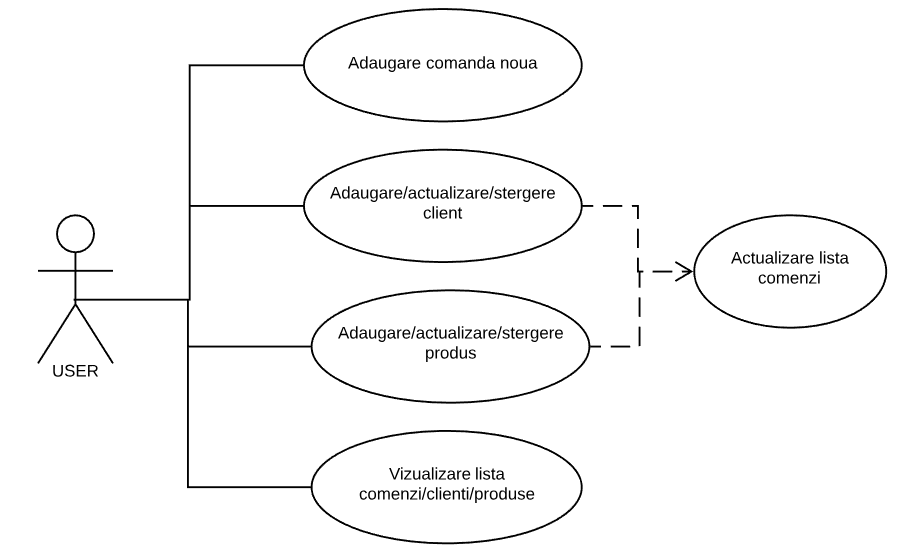 Adaugare comanda noua
Adaugare/actualizare/stergere
client
Actualizare lista
comenzi
Adaugare/actualizare/stergere
produs
USER
Vizualizare lista
comenzi/clienti/produse